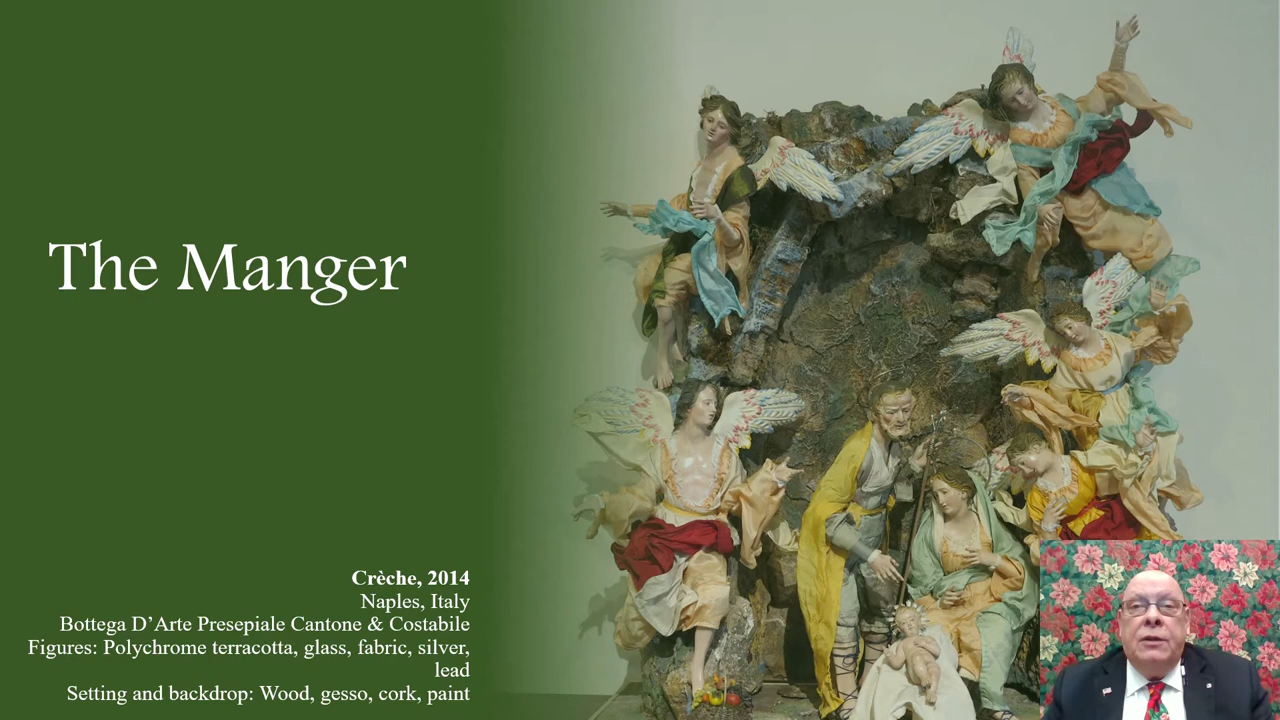 The Manger
Crèche, 2014
Naples, Italy
Bottega D’Arte Presepiale Cantone & Costabile
Figures: Polychrome terracotta, glass, fabric, silver,
lead
Setting and backdrop: Wood, gesso, cork, paint